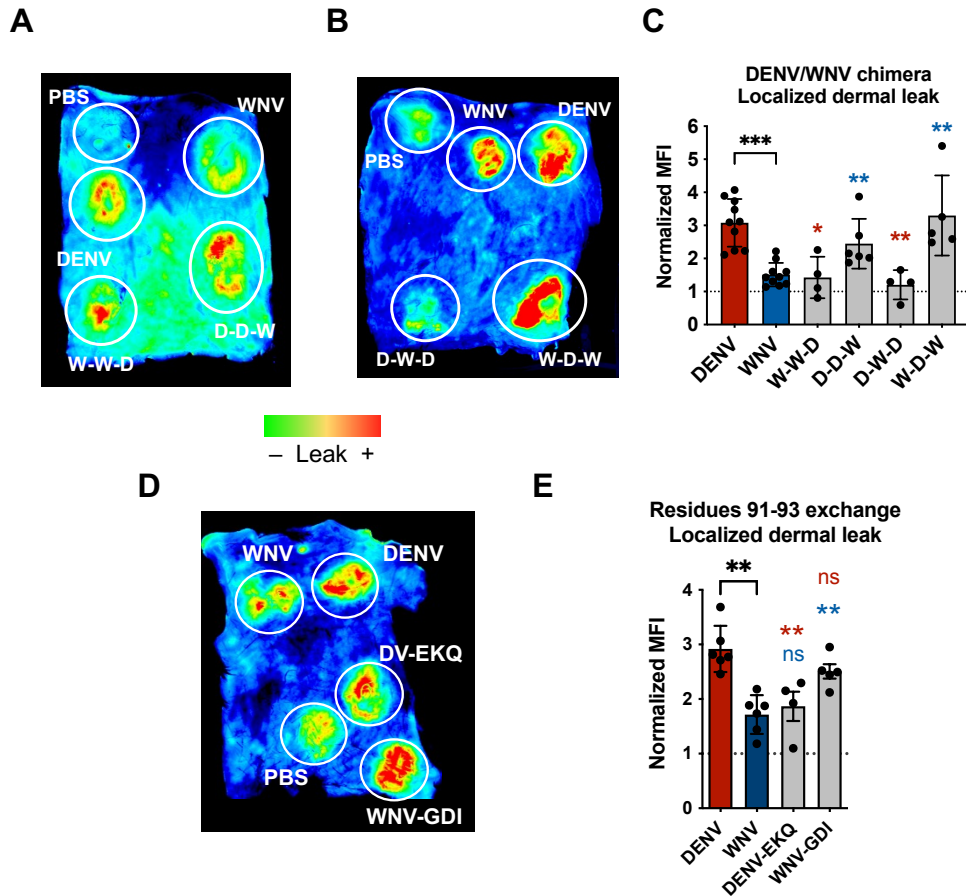 A
PBS
WNV
DENV
D-D-W
W-W-D
B
WNV
DENV
PBS
D-W-D
W-D-W
– Leak +
C
DENV/WNV chimera
Localized dermal leak
Normalized MFI
6
5
4
3
2
1
0
***
*
**
**
**
DENV
WNV
W-W-D
D-D-W
D-W-D
W-D-W
D
WNV
DENV
DV-EKQ
PBS
WNV-GDI
E
Residues 91-93 exchange
Localized dermal leak
Normalized MFI
4
3
2
1
0
**
**
ns
ns
**
DENV
WNV
DENV-EKQ
WNV-GDI